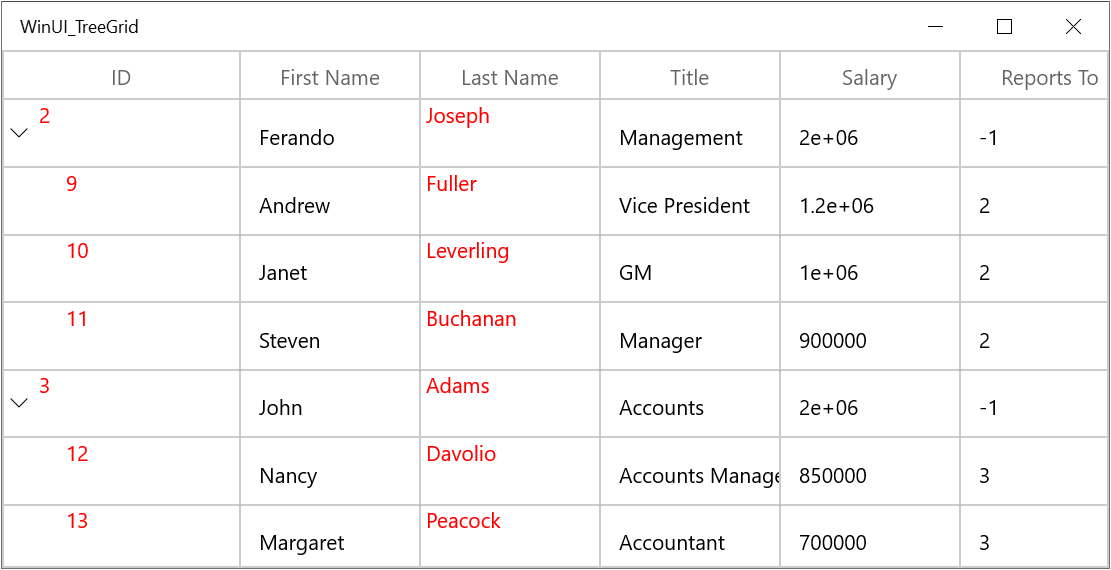 WinUI_TreeGrid
ID First Name Last Name Title Salary Reports To
2 Ferando Joseph Management 2e+06 -1
9 Andrew Fuller Vice President 1.2e+06 2
10 Janet Leverling GM 1e+06 2
11 Steven Buchanan Manager 900000 2
3 John Adams Accounts 2e+06 -1
12 Nancy Davolio Accounts Manage 850000 3
13 Margaret Peacock Accountant 700000 3